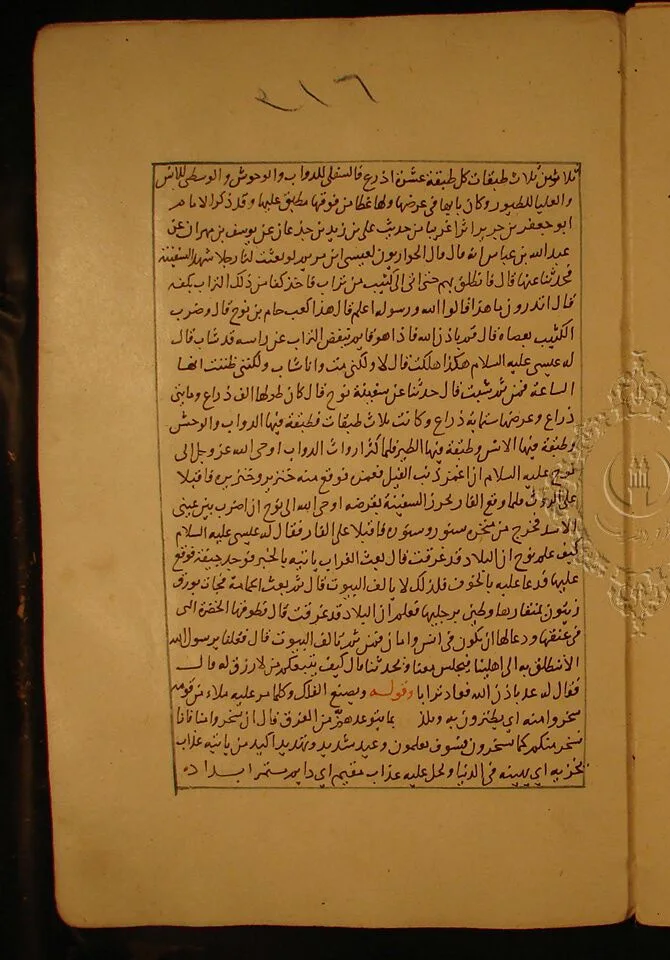 ٢١٦
ثلاثون ثلاث طبقات كل طبقة عشرة اذرع فالسفلى للدواب والوحوش والوسطى للانس
والعليا للطيور وكان بابها في عرضها ولها غطا من فوقها مطبق عليها وقد ذكر الامام
ابو جعفر بن جرير اثرا غريبا من حديث علي بن زيد بن جدعان عن يوسف بن مهران عن
عبد الله بن عباس انه قال قال الحواريون لعيسى ابن مريم لو بعثت لنا رجلا شهد السفينة
فحدثنا عنها قال فانطلق بهم حتى اتى الى كثيب من تراب فاخذ كفا من ذلك التراب بكفه
قال اتدرون ما هذا قالوا الله ورسوله اعلم قال هذا كعب حام بن نوح قال وضرب
الكثيب بعصاه قال قم باذن الله فاذا هو قايم ينفض التراب عن راسه قد شاب قال
له عيسى عليه السلام هكذا هلكت قال لا ولكني مت وانا شاب ولكنني ظننت انها
الساعة فمن ثم شبت قال حدثنا عن سفينة نوح قال كان طولها الف ذراع ومايتي
ذراع وعرضها ستماية ذراع وكانت ثلاث طبقات فطبقة فيها الدواب والوحش
وطبقة فيها الانس وطبقة فيها الطير فلما كثر ارواث الدواب اوحى الله عز وجل الى
نوح عليه السلام ان اغمز ذنب الفيل فغمزه فوقع منه خنزير وخنزيرة فاقبلا
على الروث فلما وقع الفار بخرز السفينة يقرضه اوحى الله الى نوح ان اضرب بين عيني
الاسد فخرج من منخره سنور وسنورة فاقبلا على الفار فقال له عيسى عليه السلام
كيف علم نوح ان البلاد قد غرقت قال بعث الغراب ياتيه بالخبر فوجد جيفة فوقع
عليها فدعا عليه بالخوف فلذلك لا يالف البيوت قال ثم بعث الحمامة فجات بورق
زيتون بمنقارها وطين برجليها فعلم ان البلاد قد غرقت قال فطوقها الخضرة التي
في عنقها ودعا لها ان يكون في انس وامان فمن ثم تالف البيوت قال فقلنا يرسول الله
الا ننطلق به الى اهلينا فيجلس معنا ويحدثنا قال كيف يتبعكم من لا رزق له قال
فقال له عد باذن الله فعاد ترابا وقوله ويصنع الفلك وكلما مر عليه ملاء من قومه
سخروا منه اي يطنزون به بما يتوعدهم من الغرق قال ان تسخروا منا فانا
نسخر منكم كما تسخرون فسوف تعلمون وعيد شديد وتهديد اكيد من ياتيه عذاب
يخزيه اي يهينه في الدنيا ويحل عليه عذاب مقيم اي دايم مستمر ابدا